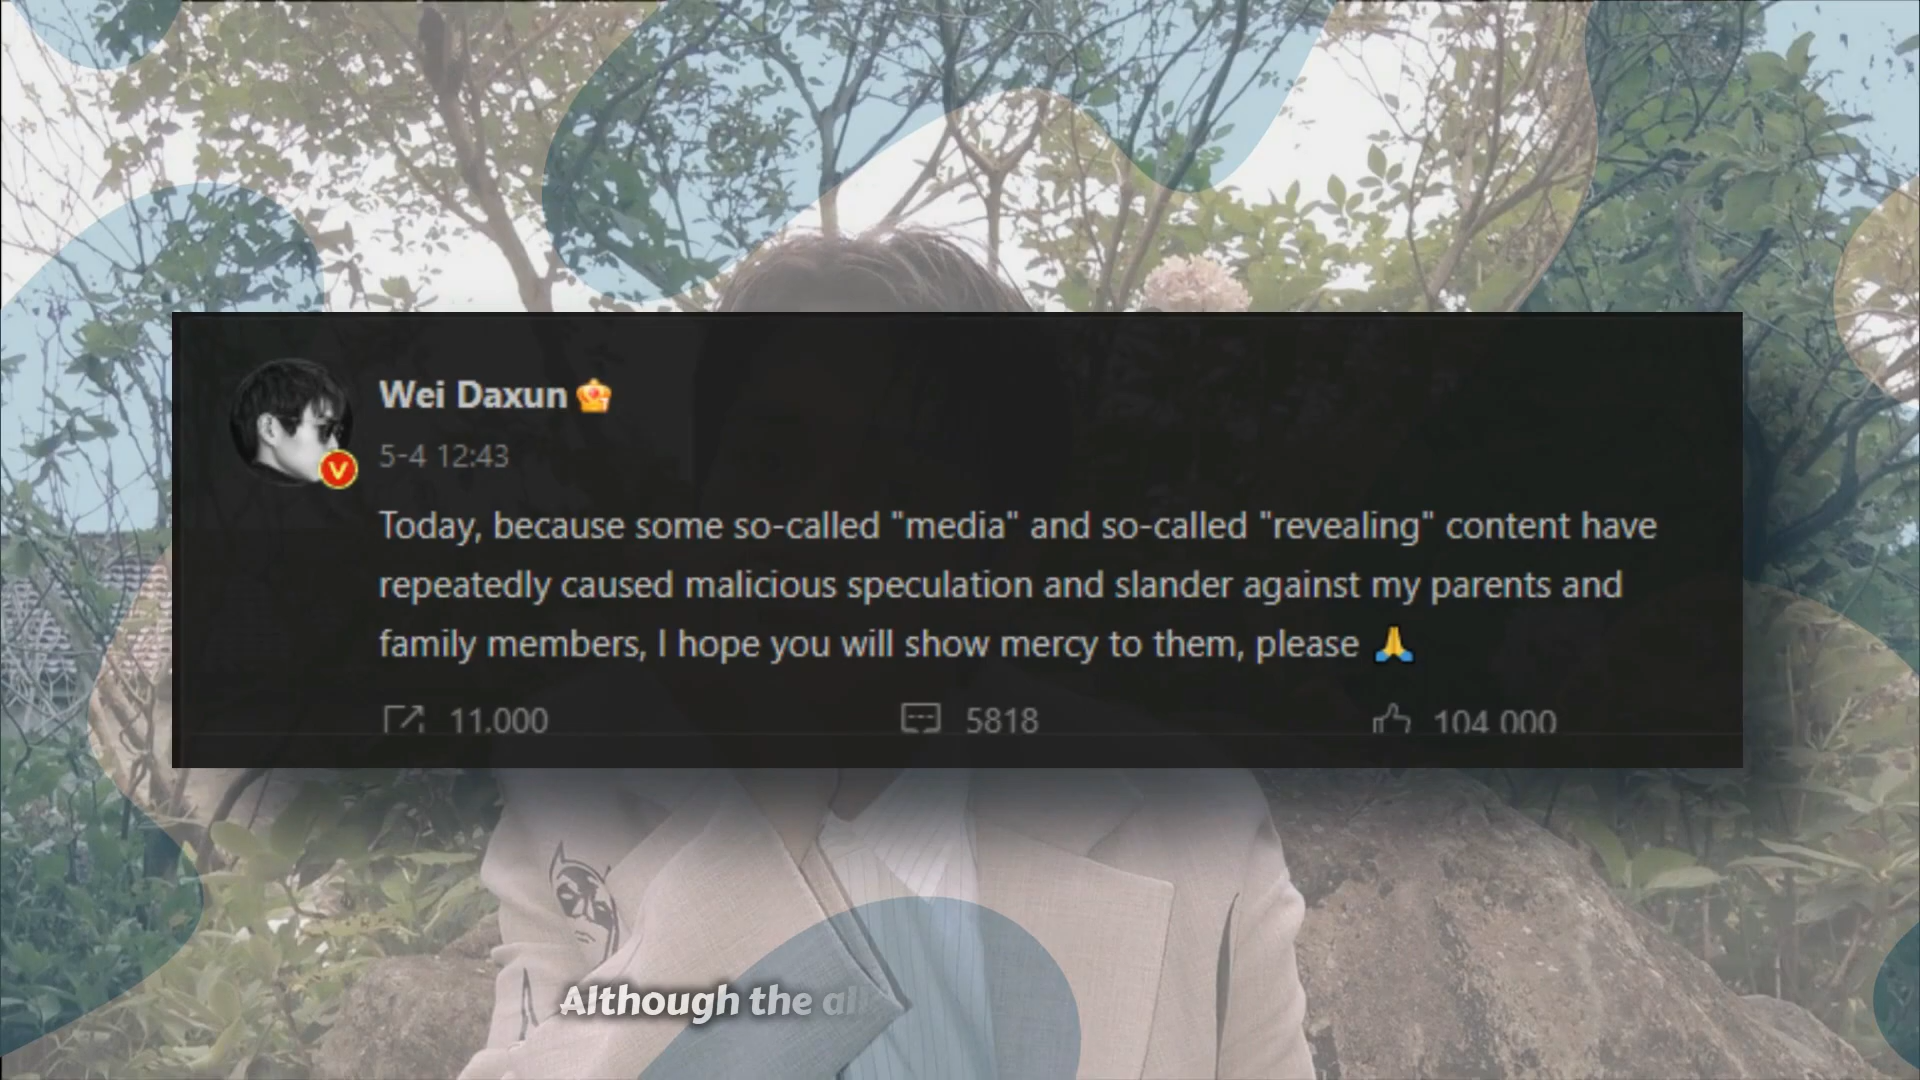 Wei Daxun
5-4 12:43
Today, because some so-called "media" and so-called "revealing" content have
repeatedly caused malicious speculation and slander against my parents and
family members, I hope you will show mercy to them, please 🙏
11.000
5818
104 000
Although the